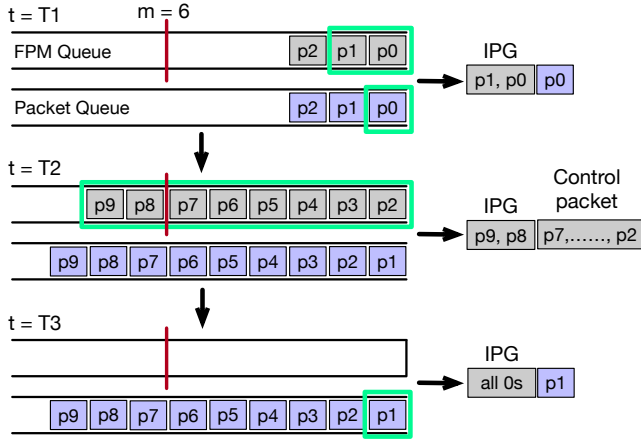 t = T1
m = 6
FPM Queue
p2 p1 p0
IPG
p1, p0 p0
Packet Queue
p2 p1 p0
t = T2
p9 p8 p7 p6 p5 p4 p3 p2
IPG
Control
packet
p9, p8 p7,......, p2
p9 p8 p7 p6 p5 p4 p3 p2 p1
t = T3
IPG
all 0s p1
p9 p8 p7 p6 p5 p4 p3 p2 p1